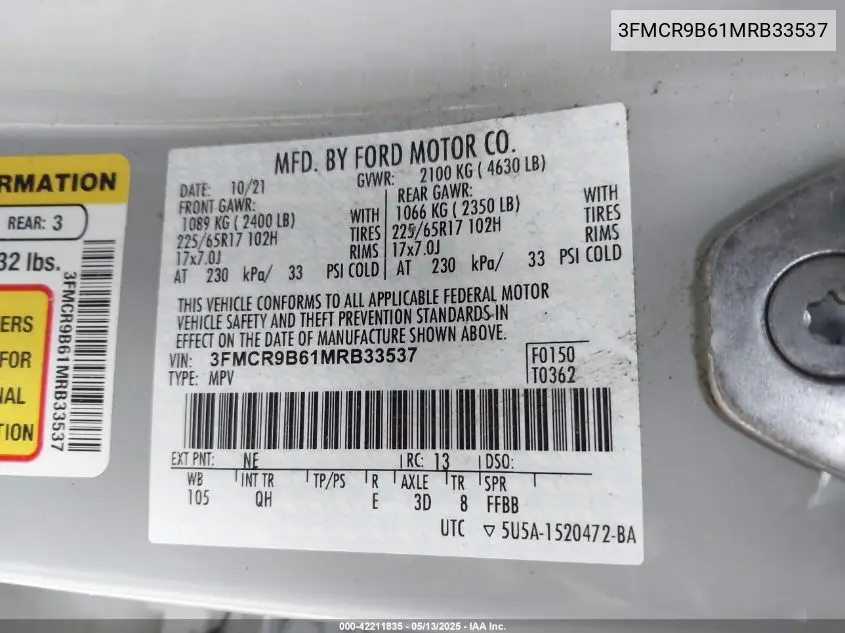 3FMCR9B61MRB33537
RMATION
REAR: 3
32 lbs.
ERS
FOR
NAL
TION
3FMCR9B61MRB33537
MFD. BY FORD MOTOR CO.
DATE: 10/21 GVWR: 2100 KG ( 4630 LB)
FRONT GAWR: REAR GAWR:
1089 KG ( 2400 LB) WITH 1066 KG ( 2350 LB) WITH
225/65R17 102H TIRES 225/65R17 102H TIRES
17x7.0J RIMS 17x7.0J RIMS
AT 230 kPa/ 33 PSI COLD AT 230 kPa/ 33 PSI COLD
THIS VEHICLE CONFORMS TO ALL APPLICABLE FEDERAL MOTOR
VEHICLE SAFETY AND THEFT PREVENTION STANDARDS IN
EFFECT ON THE DATE OF MANUFACTURE SHOWN ABOVE.
VIN: 3FMCR9B61MRB33537 F0150
TYPE: MPV T0362
EXT PNT: NE RC: 13 DSO:
WB INT TR TP/PS R AXLE TR SPR
105 QH E 3D 8 FFBB
UTC ▽ 5U5A-1520472-BA
000-42211835 - 05/13/2025 - IAA Inc.